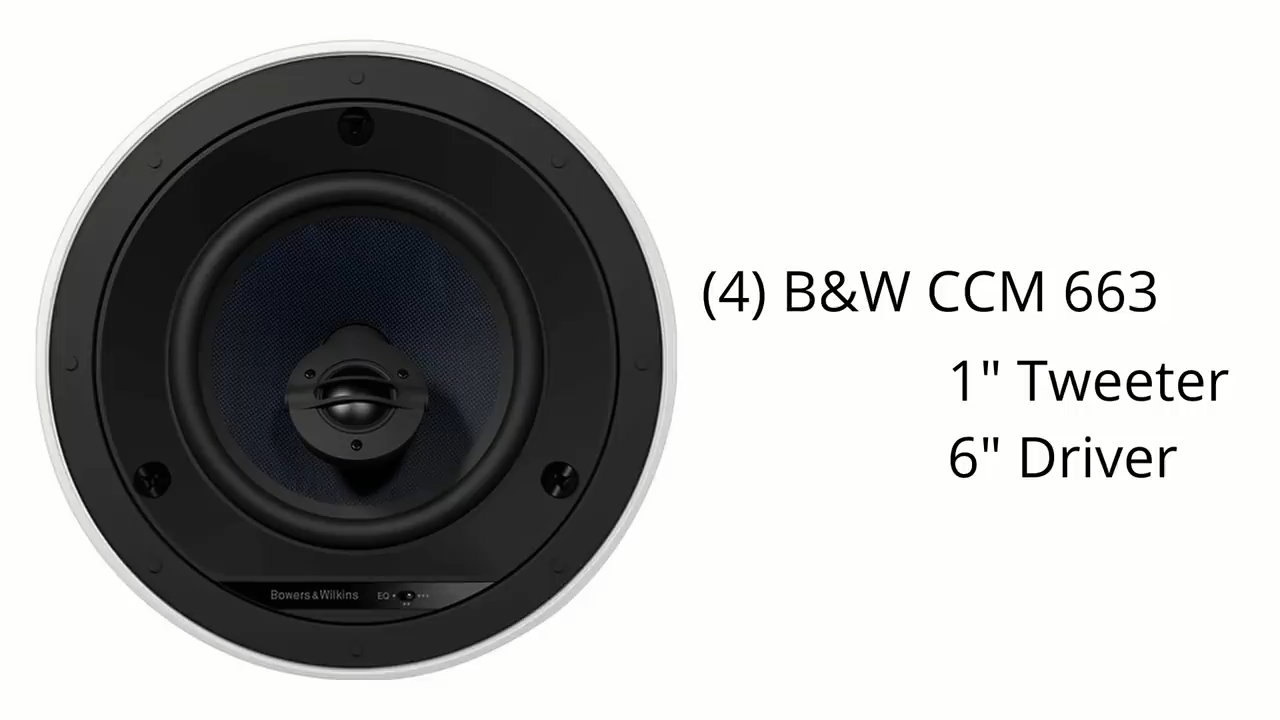 (4) B&W CCM 663
1" Tweeter
6" Driver
Bowers & Wilkins EQ